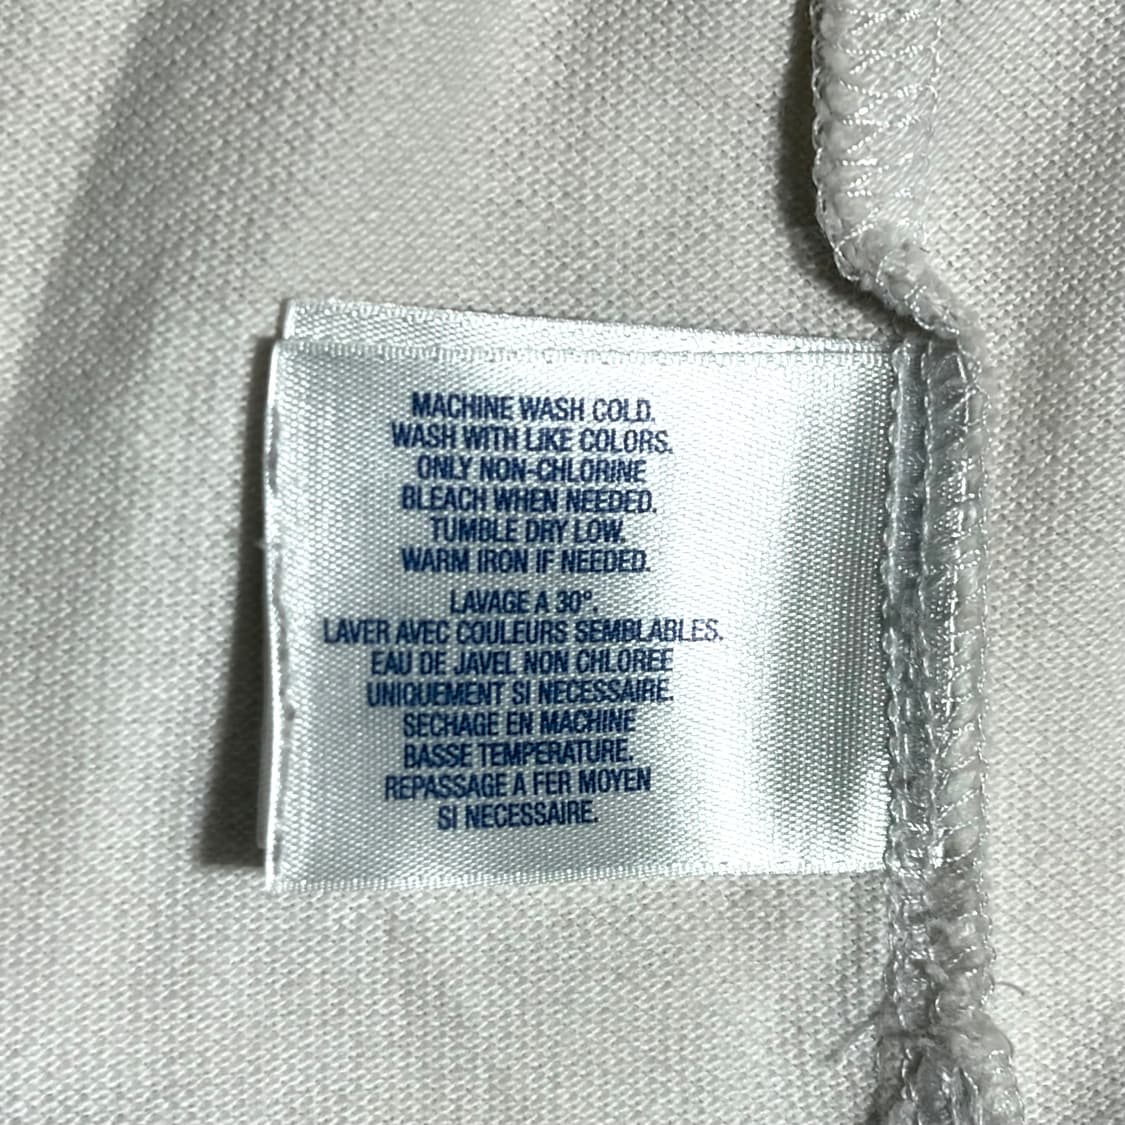 MACHINE WASH COLD.
WASH WITH LIKE COLORS.
ONLY NON-CHLORINE
BLEACH WHEN NEEDED.
TUMBLE DRY LOW.
WARM IRON IF NEEDED.
LAVAGE A 30°.
LAVER AVEC COULEURS SEMBLABLES.
EAU DE JAVEL NON CHLOREE
UNIQUEMENT SI NECESSAIRE.
SECHAGE EN MACHINE
BASSE TEMPERATURE.
REPASSAGE A FER MOYEN
SI NECESSAIRE.